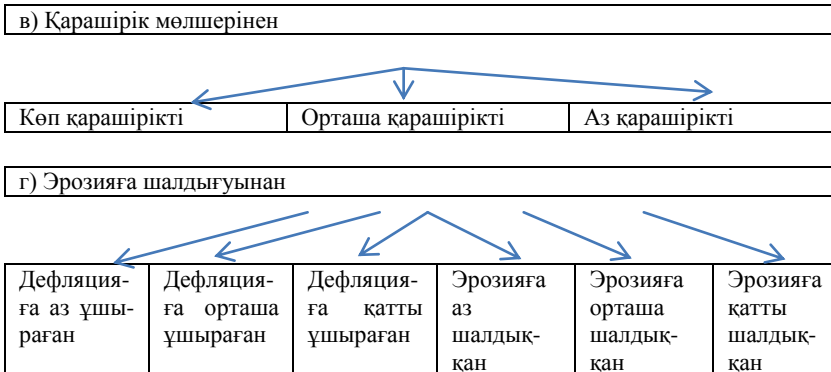 в) Қарашірік мөлшерінен
Көп қарашірікті
Орташа қарашірікті
Аз қарашірікті
г) Эрозияға шалдығуынан
Дефляция-
ға аз ұшы-
раған
Дефляция-
ға орташа
ұшыраған
Дефляция-
ға қатты
ұшыраған
Эрозияға
аз
шалдық-
қан
Эрозияға
орташа
шалдық-
қан
Эрозияға
қатты
шалдық-
қан